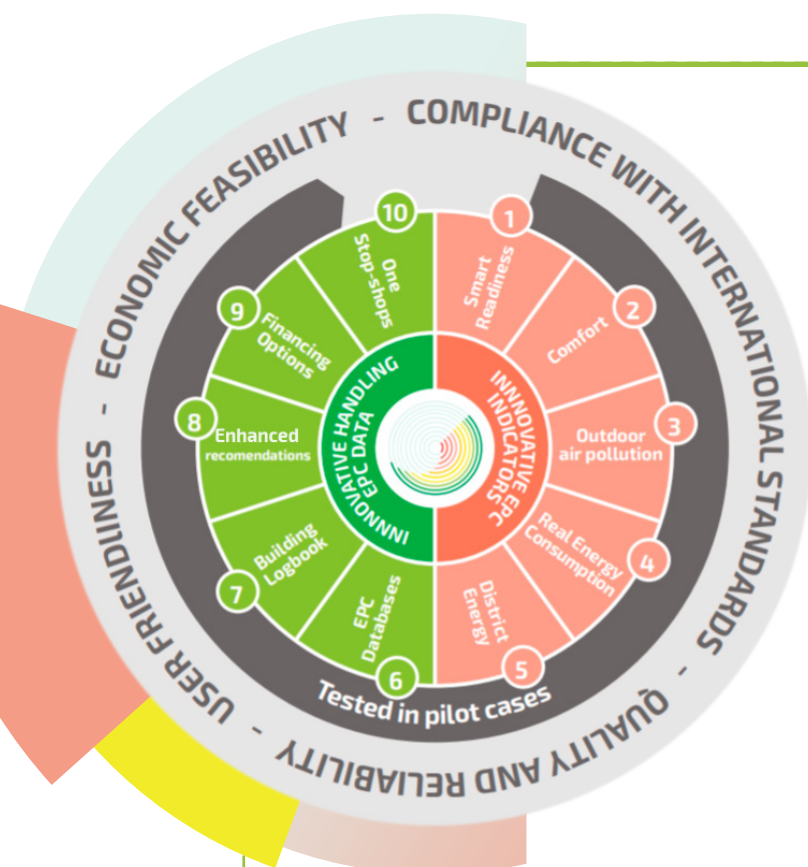 ECONOMIC FEASIBILITY - COMPLIANCE WITH INTERNATIONAL STANDARDS - QUALITY AND RELIABILITY - USER FRIENDLINESS -
10
One
Stop-shops
1
Smart
Readiness
9
Financing
Options
2
Comfort
8
Enhanced
recomendations
3
Outdoor
air pollution
7
Building
Logbook
4
Real Energy
Consumption
6
EPC
Databases
5
District
Energy
INNNOVATIVE HANDLING
EPC DATA
INNNOVATIVE EPC
INDICATORS
Tested in pilot cases